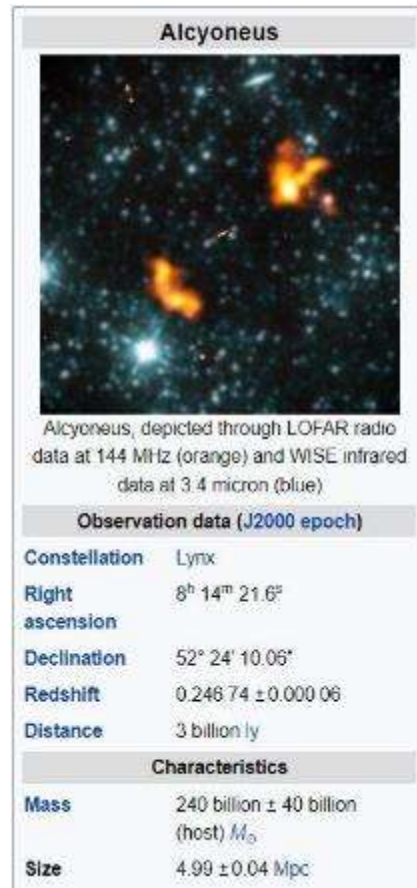 Alcyoneus
Alcyoneus, depicted through LOFAR radio
data at 144 MHz (orange) and WISE infrared
data at 3.4 micron (blue)
Observation data (J2000 epoch)
Constellation Lynx
Right ascension 8ʰ 14ᵐ 21.6ˢ
Declination 52° 24′ 10.06″
Redshift 0.246 74 ± 0.000 06
Distance 3 billion ly
Characteristics
Mass 240 billion ± 40 billion
(host) M☉
Size 4.99 ± 0.04 Mpc